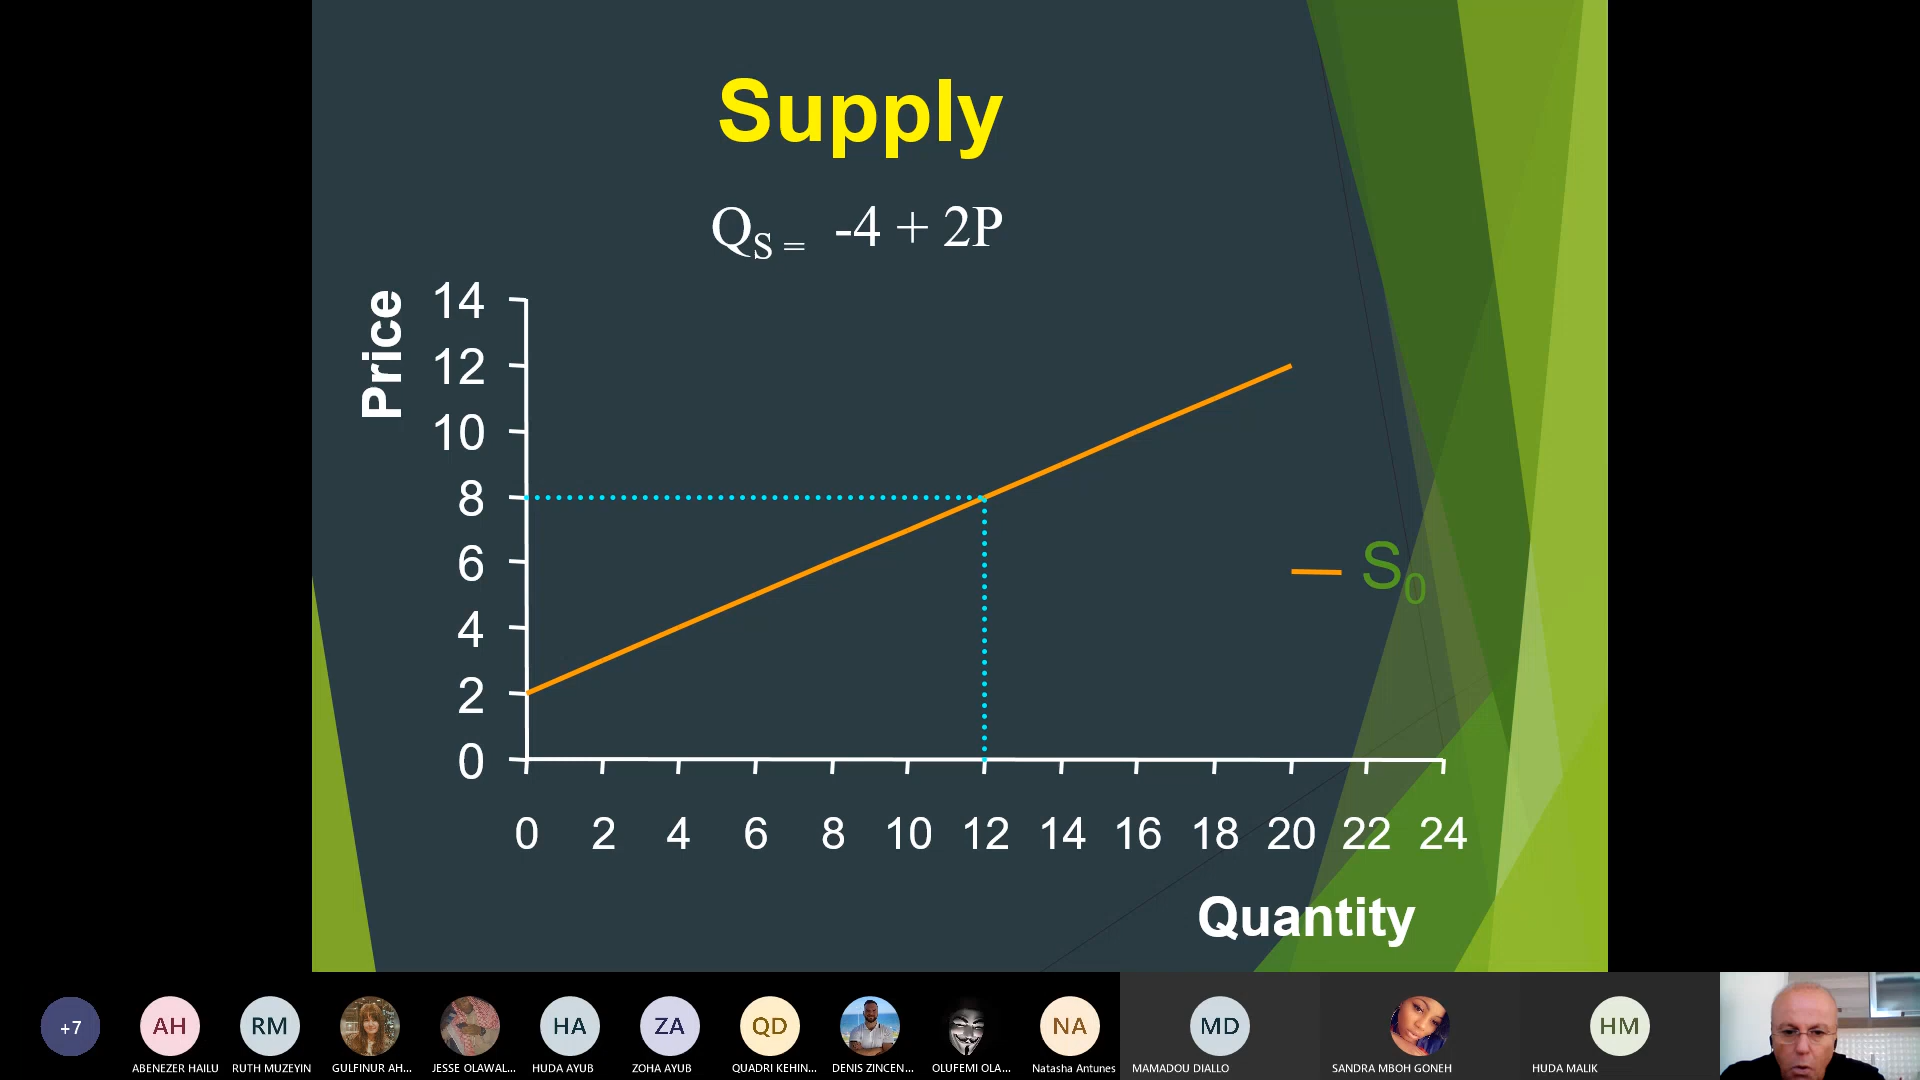 Supply
Q_S = -4 + 2P
Price
14
12
10
8
6
4
2
0
S_0
0 2 4 6 8 10 12 14 16 18 20 22 24
Quantity
+7 AH RM HA ZA QD NA MD HM
ABENEZER HAILU RUTH MUZEYIN GULFINUR AH... JESSE OLAWAL... HUDA AYUB ZOHA AYUB QUADRI KEHIN... DENIS ZINCEN... OLUFEMI OLA... Natasha Antunes MAMADOU DIALLO SANDRA MBOH GONEH HUDA MALIK